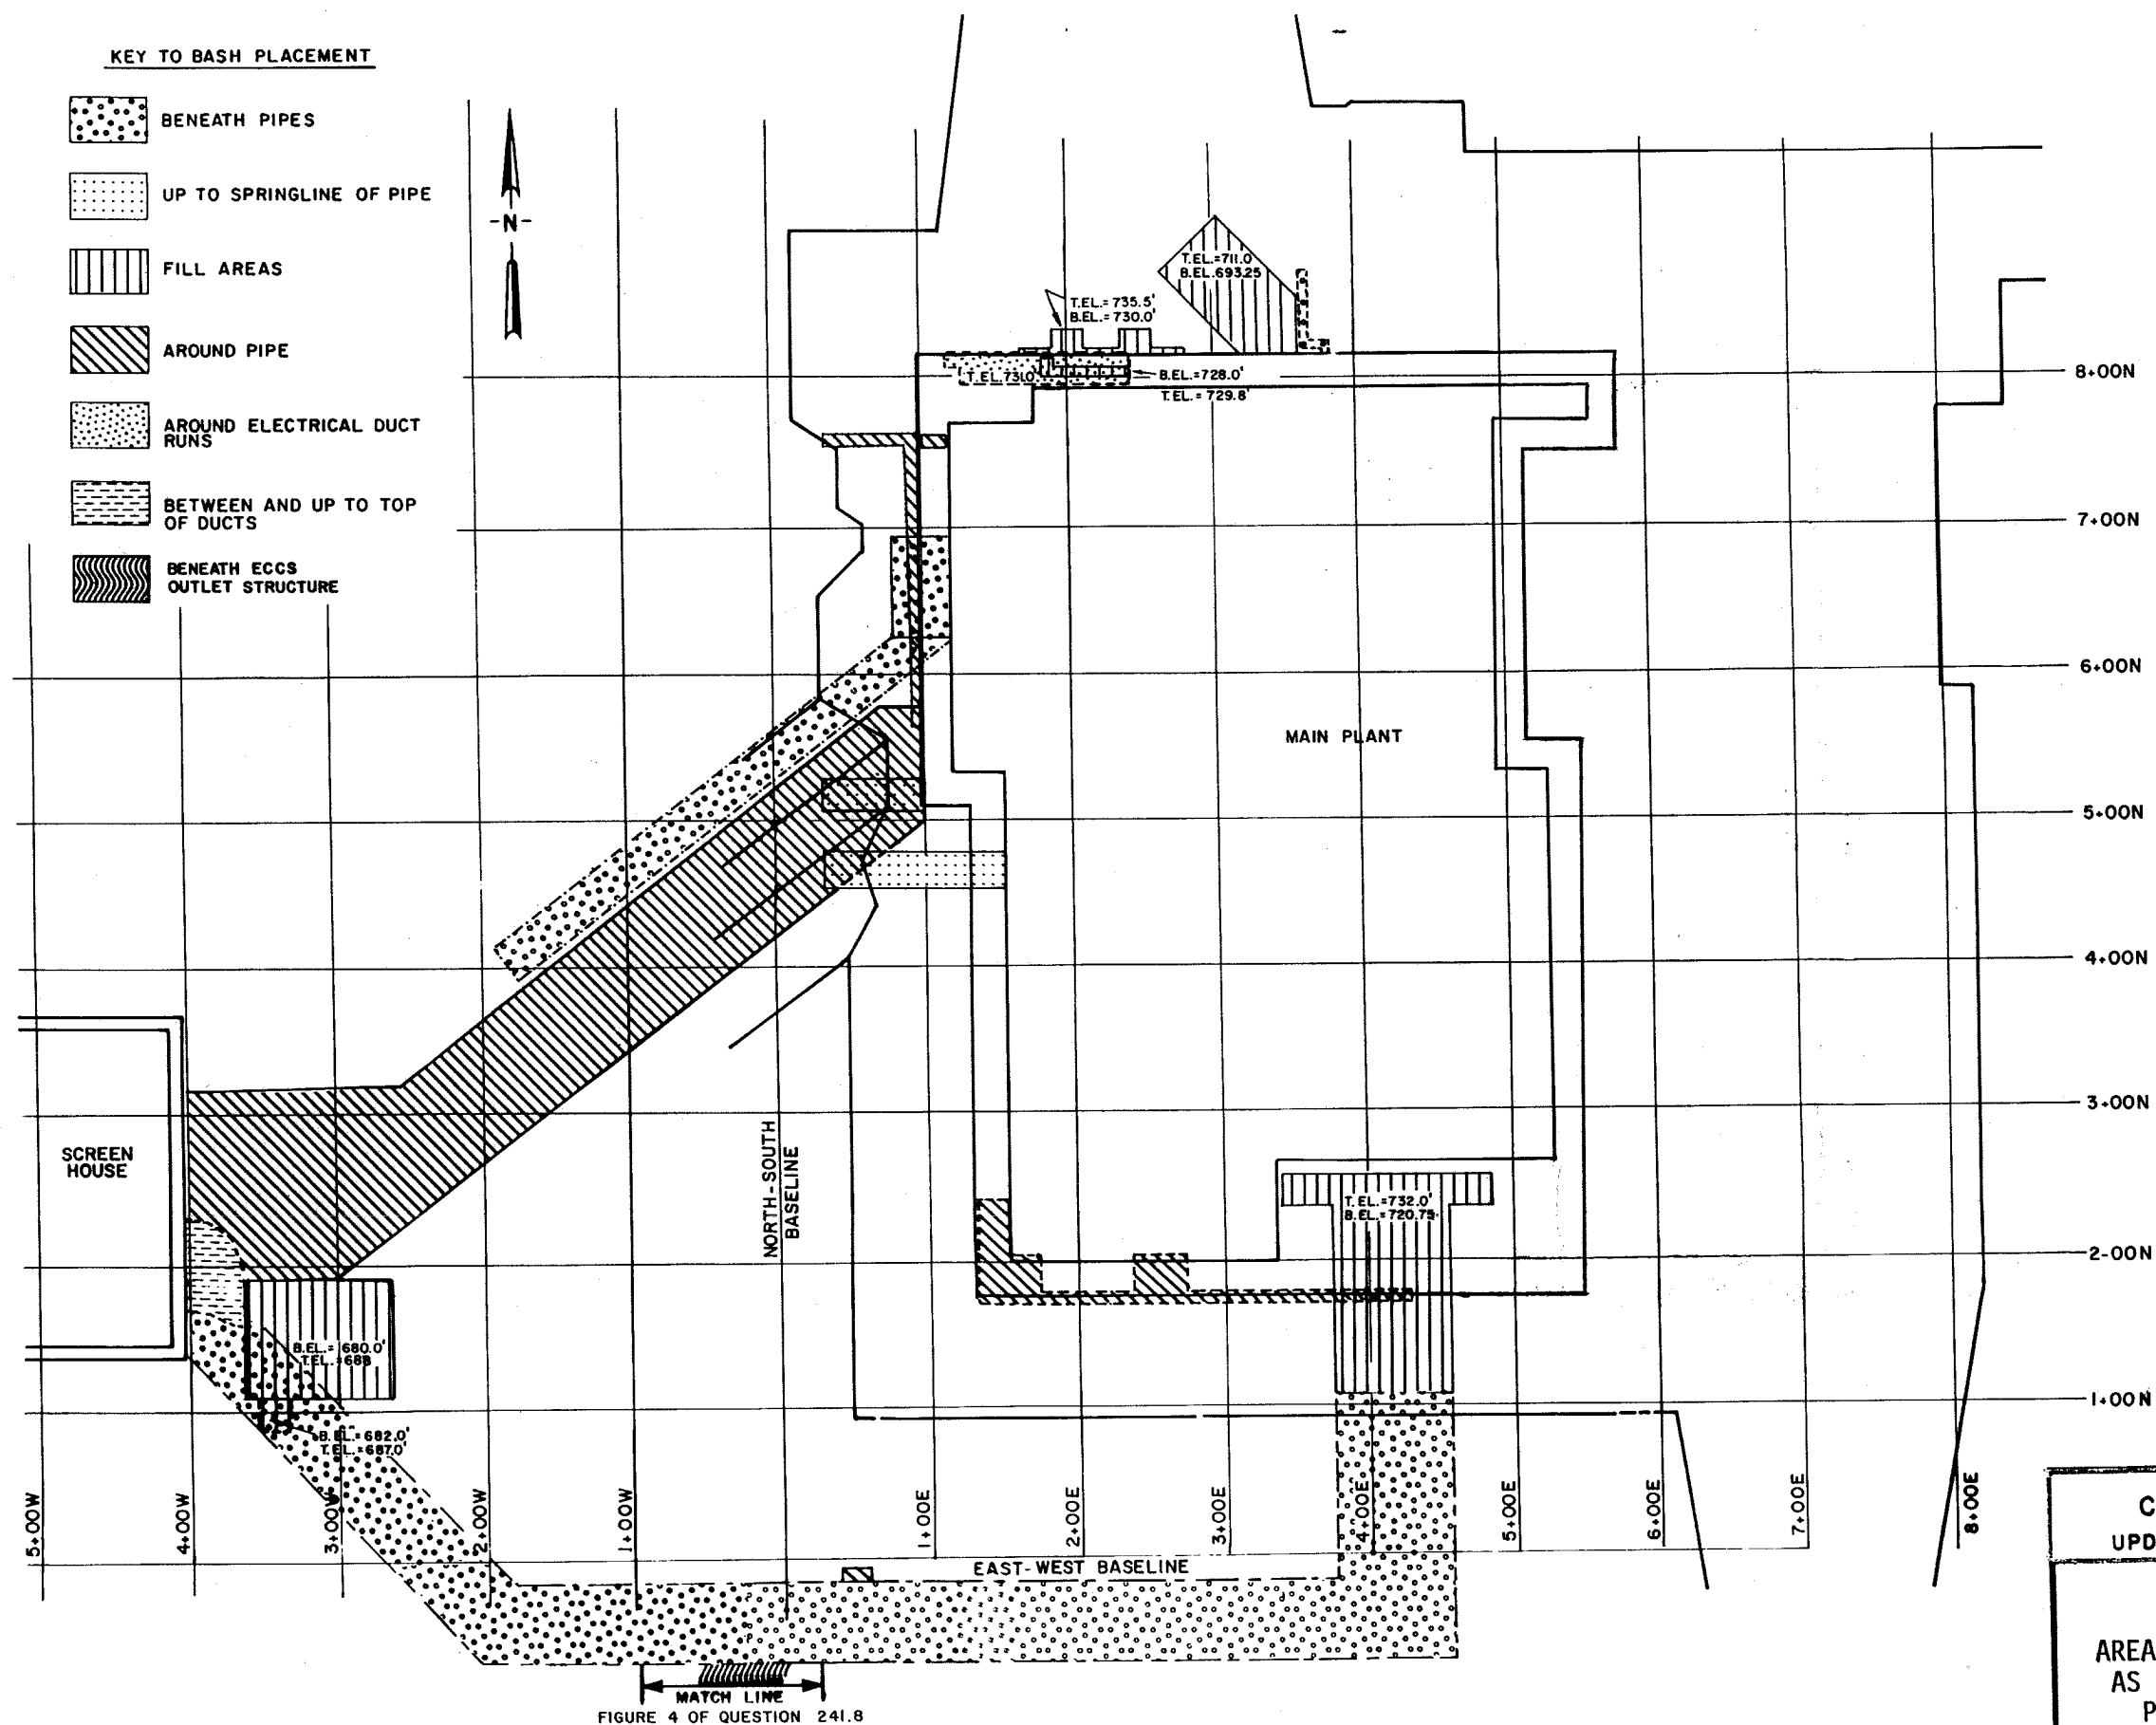 KEY TO BASH PLACEMENT
BENEATH PIPES
UP TO SPRINGLINE OF PIPE
FILL AREAS
AROUND PIPE
AROUND ELECTRICAL DUCT
RUNS
BETWEEN AND UP TO TOP
OF DUCTS
BENEATH ECCS
OUTLET STRUCTURE
-N-
T.EL.=711.0
B.EL.693.25
T.EL.=735.5'
B.EL.=730.0'
T.EL.731.0
B.EL.=728.0'
T.EL.=729.8'
8+00N
7+00N
6+00N
MAIN PLANT
5+00N
4+00N
3+00N
SCREEN
HOUSE
NORTH-SOUTH
BASELINE
T.EL.=732.0'
B.EL.=720.75
2-00N
B.EL.=680.0'
T.EL.=688
1+00N
B.EL.=682.0'
T.EL.=687.0'
5+00W
4+00W
3+00W
2+00W
1+00W
1+00E
2+00E
3+00E
4+00E
5+00E
6+00E
7+00E
8+00E
EAST-WEST BASELINE
MATCH LINE
FIGURE 4 OF QUESTION 241.8
C
UPD
AREA
AS
P